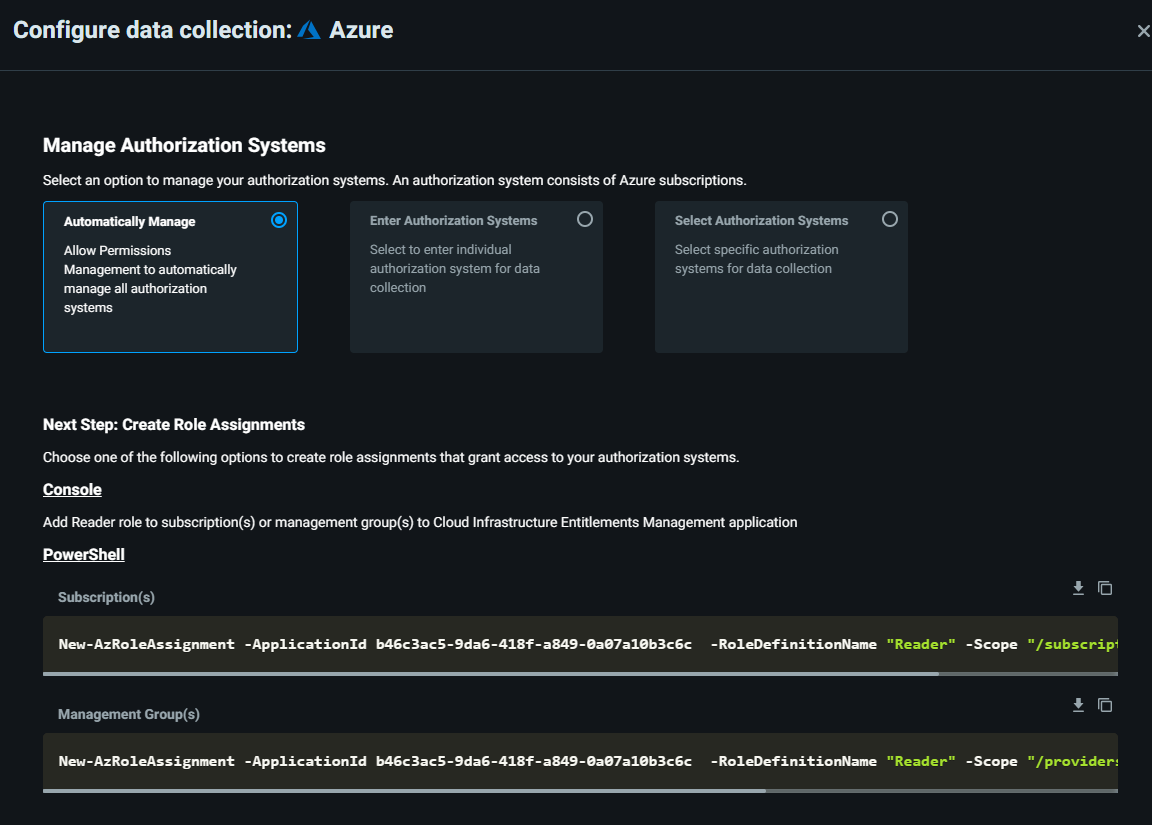 Configure data collection: Azure
Manage Authorization Systems
Select an option to manage your authorization systems. An authorization system consists of Azure subscriptions.
Automatically Manage
Allow Permissions
Management to automatically
manage all authorization
systems
Enter Authorization Systems
Select to enter individual
authorization system for data
collection
Select Authorization Systems
Select specific authorization
systems for data collection
Next Step: Create Role Assignments
Choose one of the following options to create role assignments that grant access to your authorization systems.
Console
Add Reader role to subscription(s) or management group(s) to Cloud Infrastructure Entitlements Management application
PowerShell
Subscription(s)
New-AzRoleAssignment -ApplicationId b46c3ac5-9da6-418f-a849-0a07a10b3c6c -RoleDefinitionName "Reader" -Scope "/subscript
Management Group(s)
New-AzRoleAssignment -ApplicationId b46c3ac5-9da6-418f-a849-0a07a10b3c6c -RoleDefinitionName "Reader" -Scope "/providers